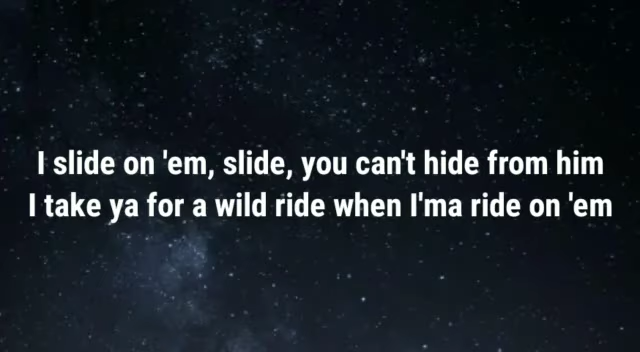 I slide on 'em, slide, you can't hide from him
I take ya for a wild ride when I'ma ride on 'em